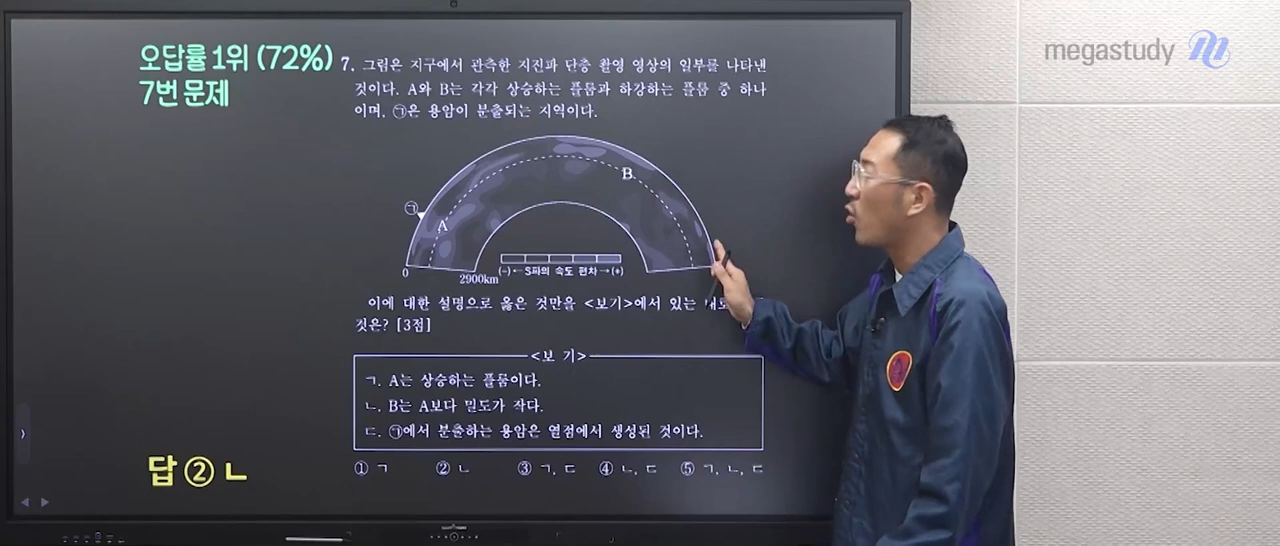 megastudy
오답률 1위 (72%)
7번 문제
7. 그림은 지구에서 관측한 지진파 단층 촬영 영상의 일부를 나타낸
것이다. A와 B는 각각 상승하는 플룸과 하강하는 플룸 중 하나
이며, ㉠은 용암이 분출되는 지역이다.
B
㉠
A
0
2900km
(-)←S파의 속도 편차→(+)
이에 대한 설명으로 옳은 것만을 <보기>에서 있는
것은? [3점]
<보 기>
ㄱ. A는 상승하는 플룸이다.
ㄴ. B는 A보다 밀도가 작다.
ㄷ. ㉠에서 분출하는 용암은 열점에서 생성된 것이다.
① ㄱ ② ㄴ ③ ㄱ, ㄷ ④ ㄴ, ㄷ ⑤ ㄱ, ㄴ, ㄷ
답 ② ㄴ